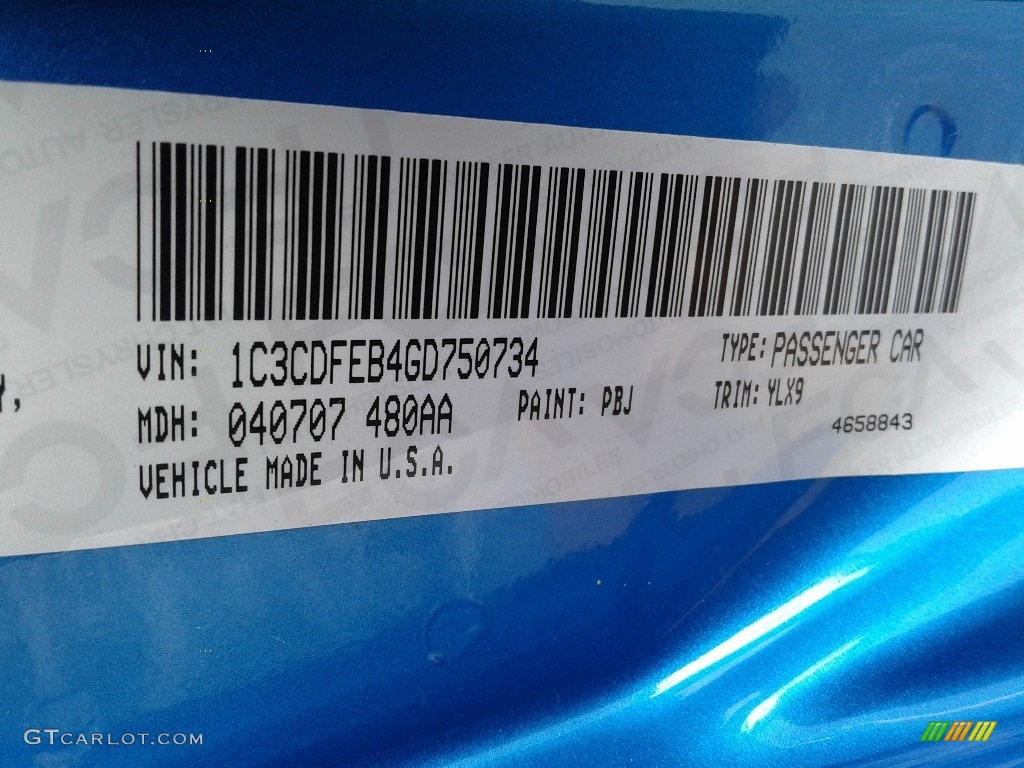 VIN: 1C3CDFEB4GD750734 TYPE: PASSENGER CAR
MDH: 040707 480AA PAINT: PBJ TRIM: YLX9
4658843
VEHICLE MADE IN U.S.A.
GTCARLOT.COM